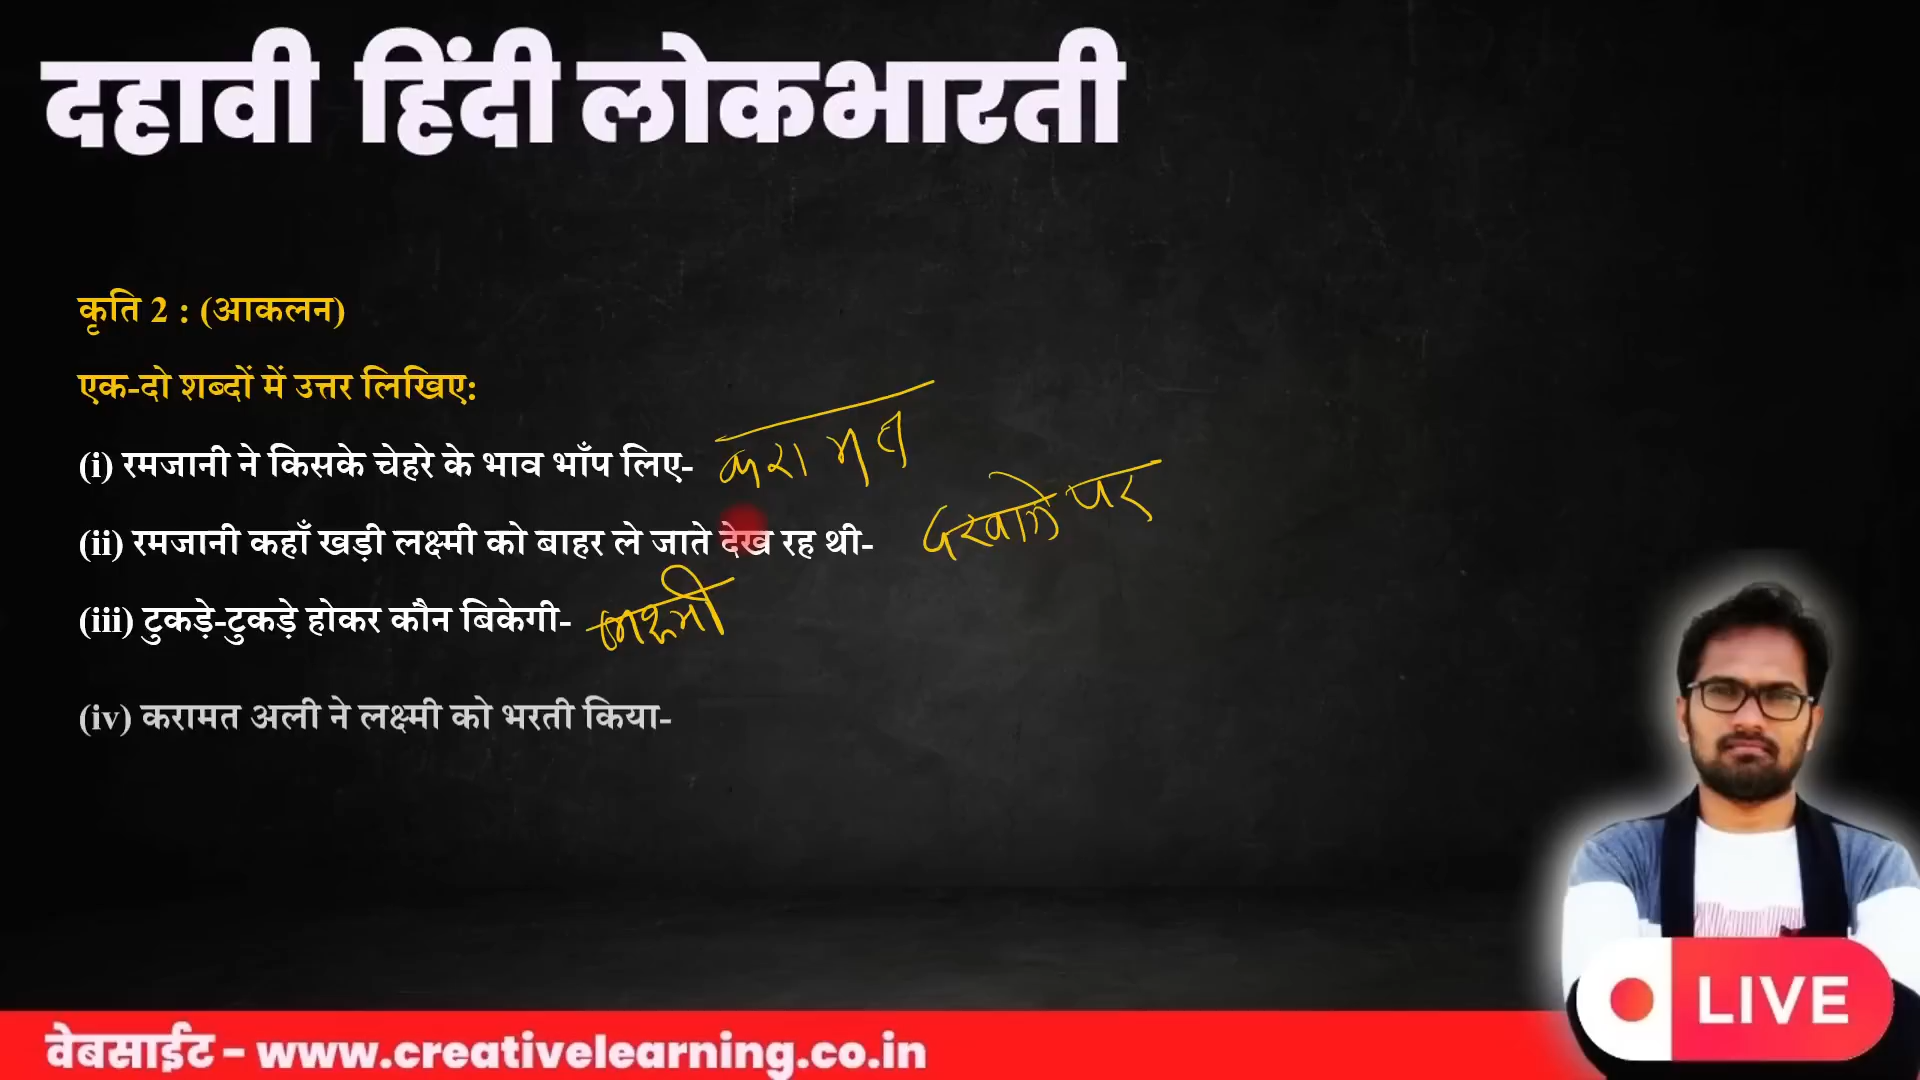 दहावी हिंदी लोकभारती
कृति 2 : (आकलन)
एक-दो शब्दों में उत्तर लिखिए:
(i) रमजानी ने किसके चेहरे के भाव भाँप लिए- करामत
(ii) रमजानी कहाँ खड़ी लक्ष्मी को बाहर ले जाते देख रह थी- दरवाजे पर
(iii) टुकड़े-टुकड़े होकर कौन बिकेगी- लक्ष्मी
(iv) करामत अली ने लक्ष्मी को भरती किया-
LIVE
वेबसाईट - www.creativelearning.co.in